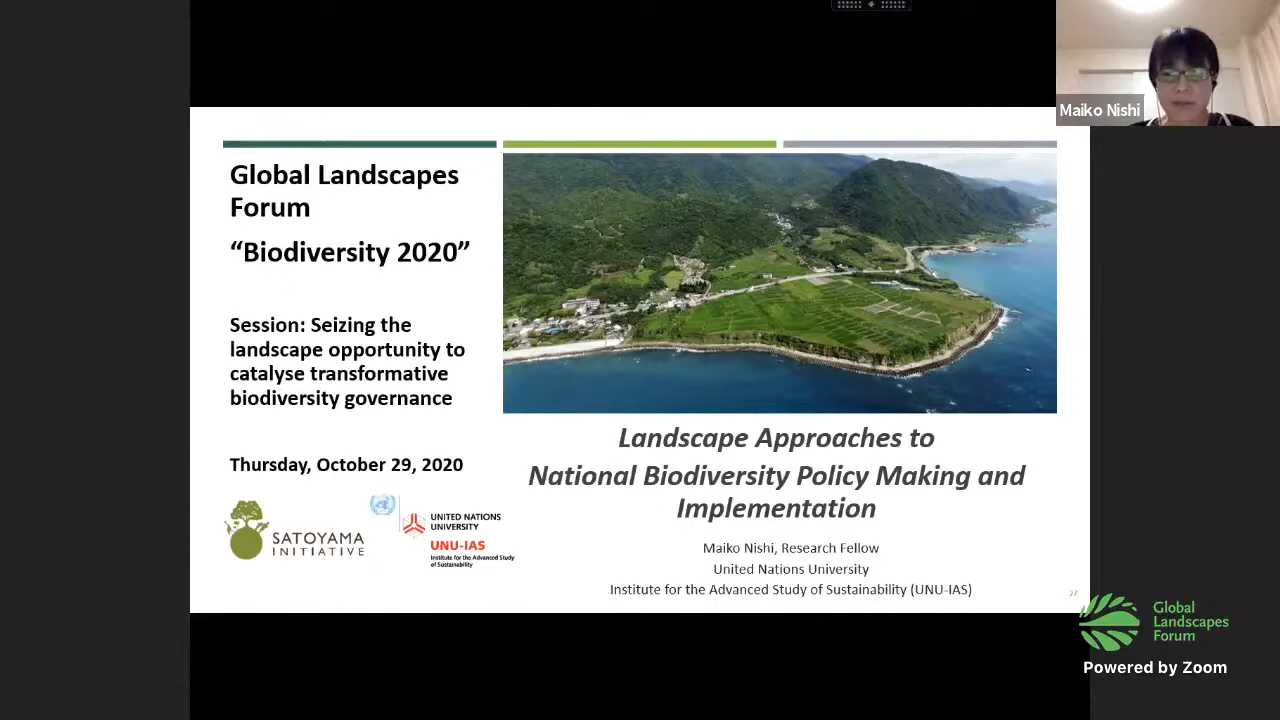 Maiko Nishi
Global Landscapes
Forum
“Biodiversity 2020”
Session: Seizing the
landscape opportunity to
catalyse transformative
biodiversity governance
Thursday, October 29, 2020
SATOYAMA
INITIATIVE
UNITED NATIONS
UNIVERSITY
UNU-IAS
Institute for the Advanced Study
of Sustainability
Landscape Approaches to
National Biodiversity Policy Making and
Implementation
Maiko Nishi, Research Fellow
United Nations University
Institute for the Advanced Study of Sustainability (UNU-IAS)
27
Global
Landscapes
Forum
Powered by Zoom